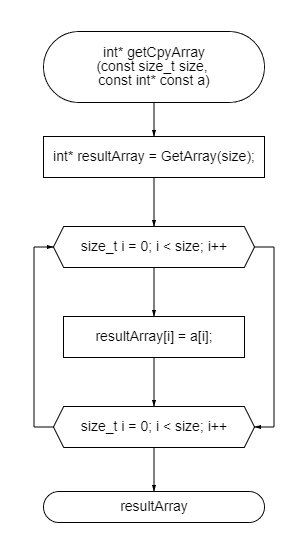 int* getCpyArray
(const size_t size,
const int* const a)
int* resultArray = GetArray(size);
size_t i = 0; i < size; i++
resultArray[i] = a[i];
size_t i = 0; i < size; i++
resultArray